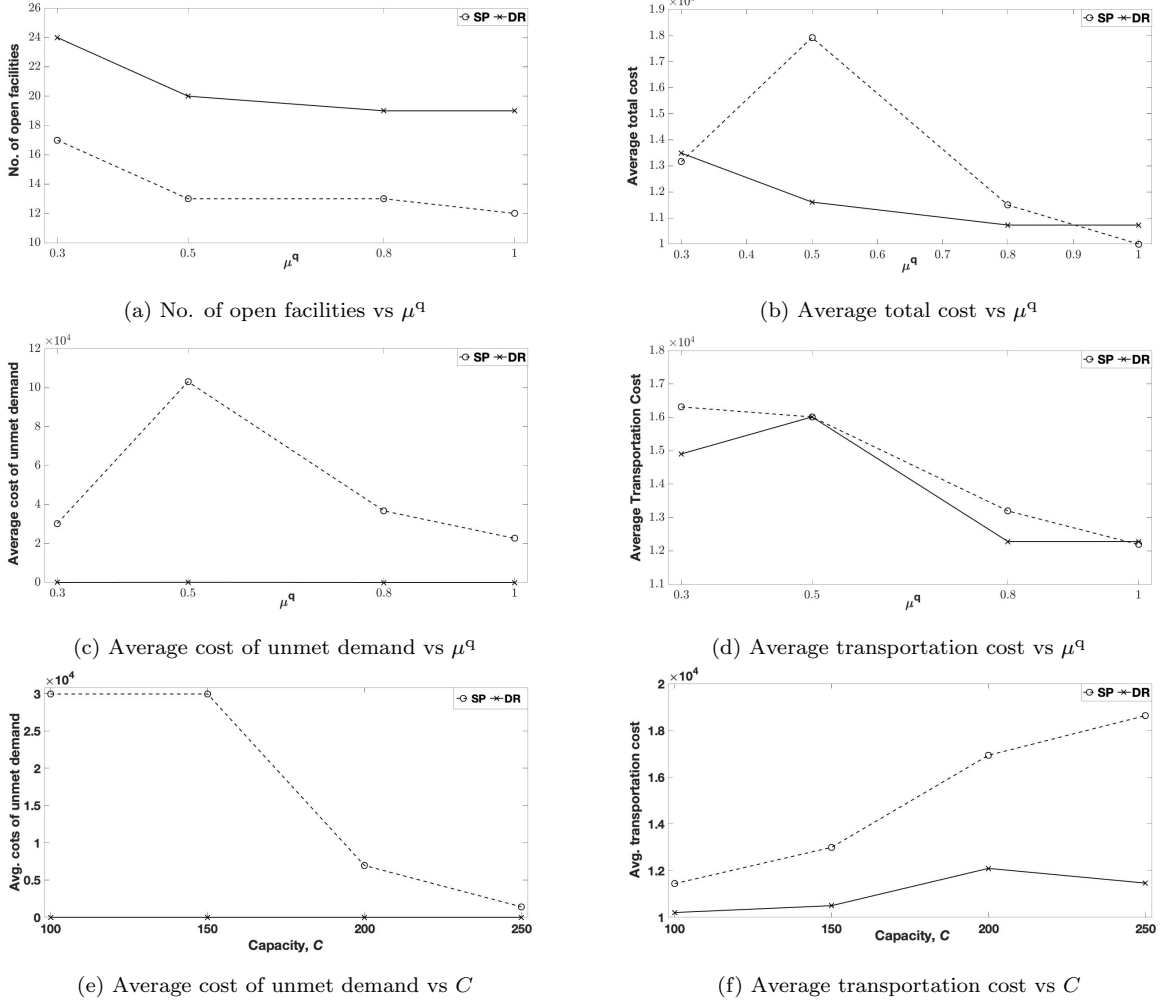 26
24
22
20
18
16
14
12
10
No. of open facilities
SP DR
0.3 0.5 0.8 1
μq
(a) No. of open facilities vs μq
1.9
1.8
1.7
1.6
1.5
1.4
1.3
1.2
1.1
1
Average total cost
SP DR
0.3 0.4 0.5 0.6 0.7 0.8 0.9 1
μq
(b) Average total cost vs μq
×10⁴
12
10
8
6
4
2
0
Average cost of unmet demand
SP DR
0.3 0.5 0.8 1
μq
(c) Average cost of unmet demand vs μq
×10⁴
1.8
1.7
1.6
1.5
1.4
1.3
1.2
1.1
Average Transportation Cost
SP DR
0.3 0.5 0.8 1
μq
(d) Average transportation cost vs μq
×10⁴
3
2.5
2
1.5
1
0.5
0
Avg. cots of unmet demand
SP DR
100 150 200 250
Capacity, C
(e) Average cost of unmet demand vs C
×10⁴
2
1.8
1.6
1.4
1.2
1
Avg. transportation cost
SP DR
100 150 200 250
Capacity, C
(f) Average transportation cost vs C